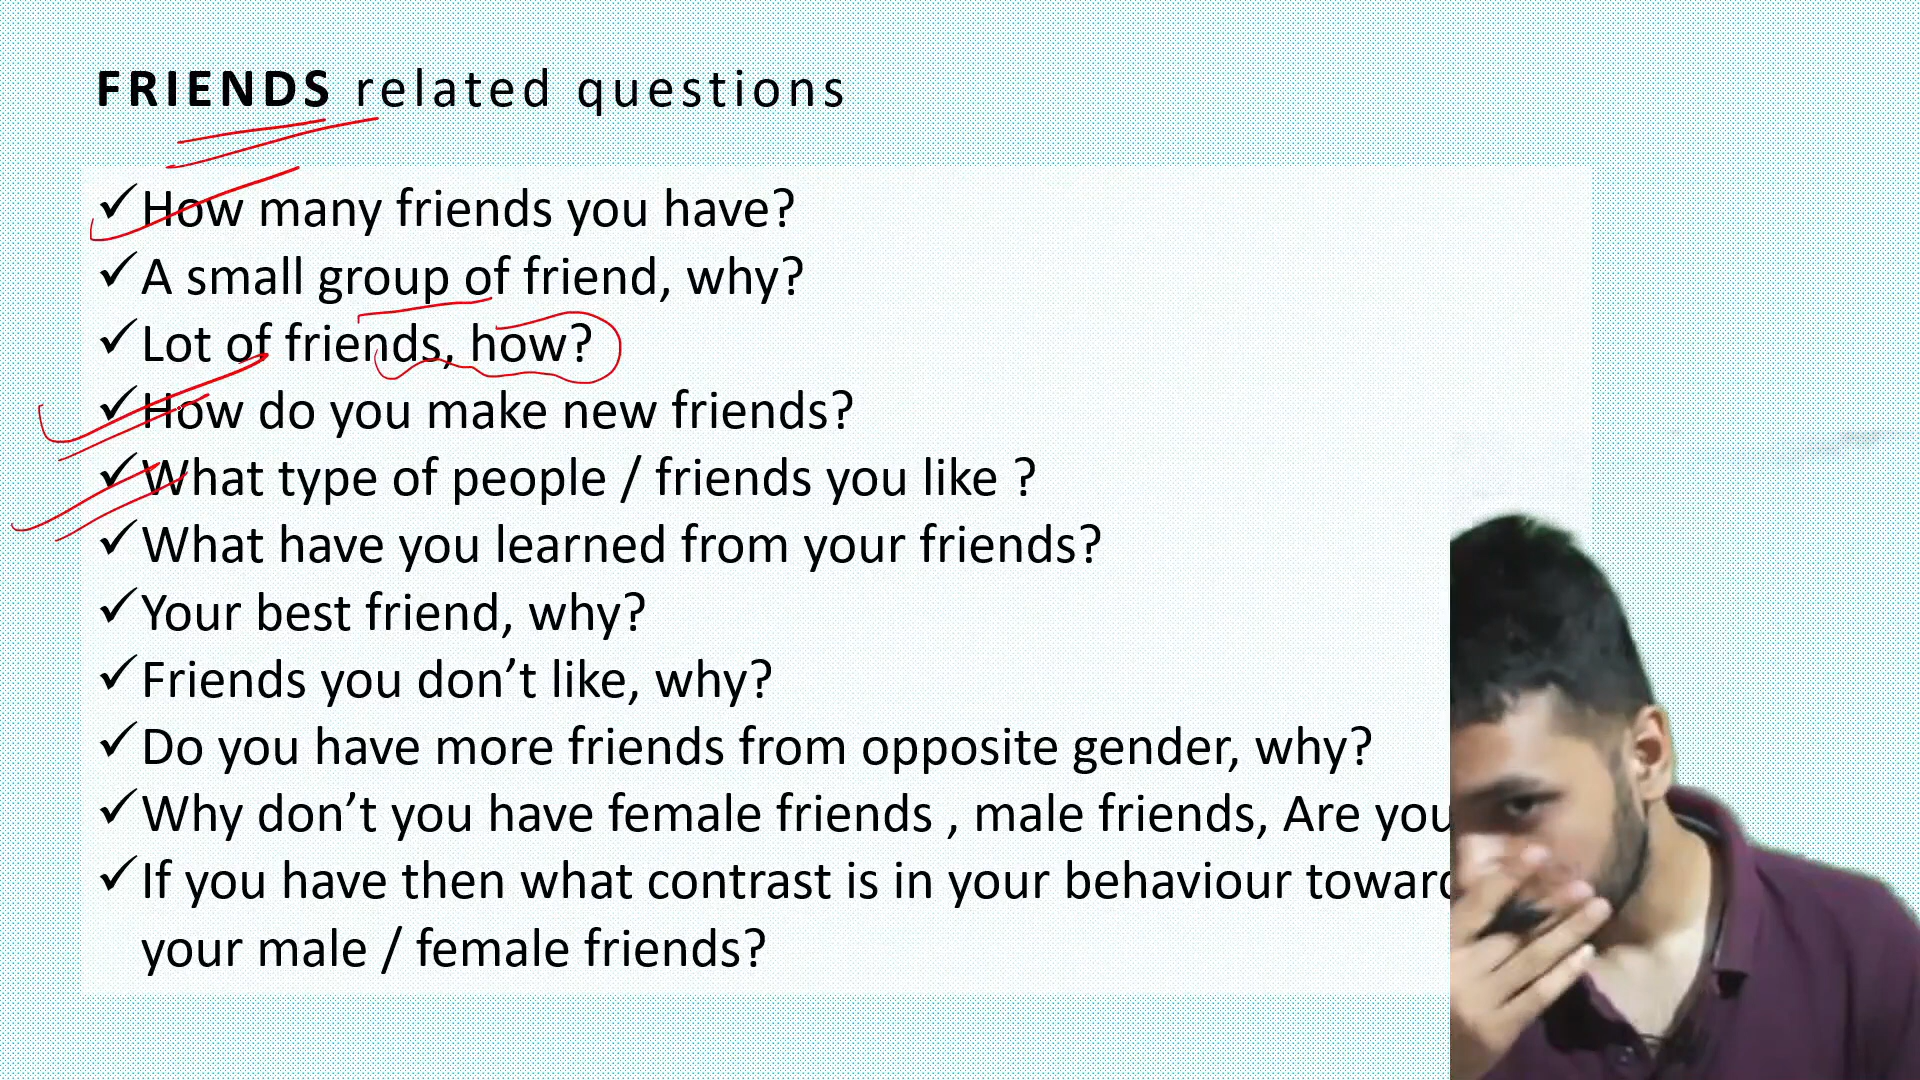 FRIENDS related questions
✓How many friends you have?
✓A small group of friend, why?
✓Lot of friends, how?
✓How do you make new friends?
✓What type of people / friends you like ?
✓What have you learned from your friends?
✓Your best friend, why?
✓Friends you don’t like, why?
✓Do you have more friends from opposite gender, why?
✓Why don’t you have female friends , male friends, Are you
✓If you have then what contrast is in your behaviour
your male / female friends?